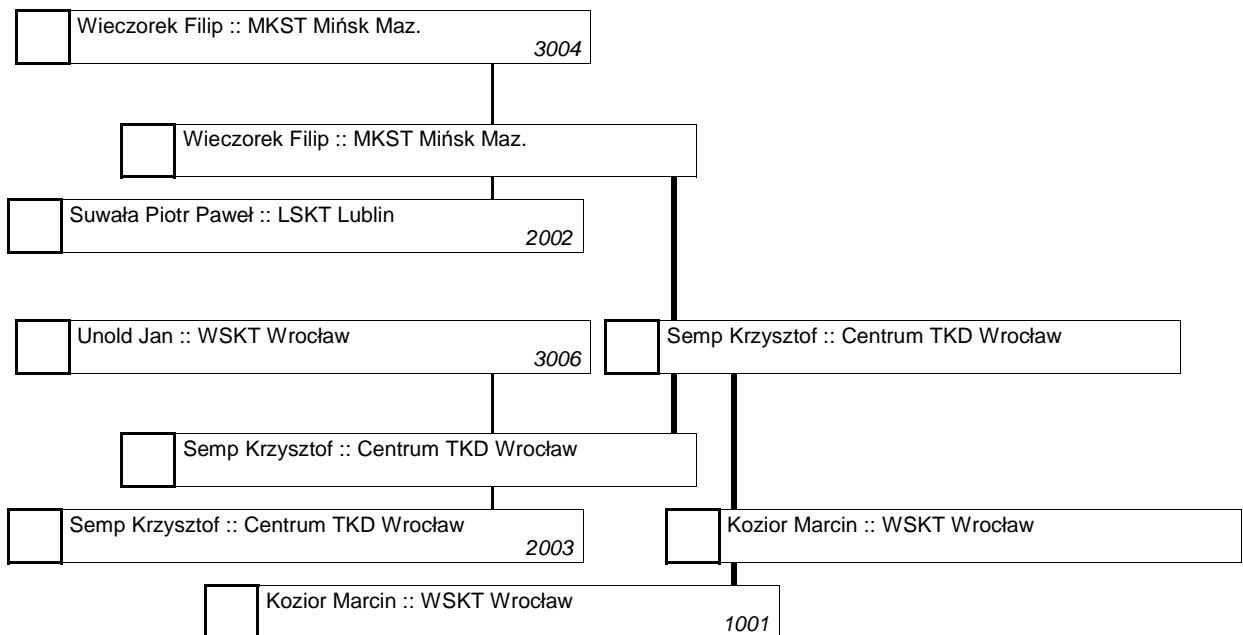 Wieczorek Filip :: MKST Mińsk Maz.
3004
Wieczorek Filip :: MKST Mińsk Maz.
Suwała Piotr Paweł :: LSKT Lublin
2002
Unold Jan :: WSKT Wrocław
3006
Semp Krzysztof :: Centrum TKD Wrocław
Semp Krzysztof :: Centrum TKD Wrocław
Semp Krzysztof :: Centrum TKD Wrocław
2003
Kozior Marcin :: WSKT Wrocław
Kozior Marcin :: WSKT Wrocław
1001